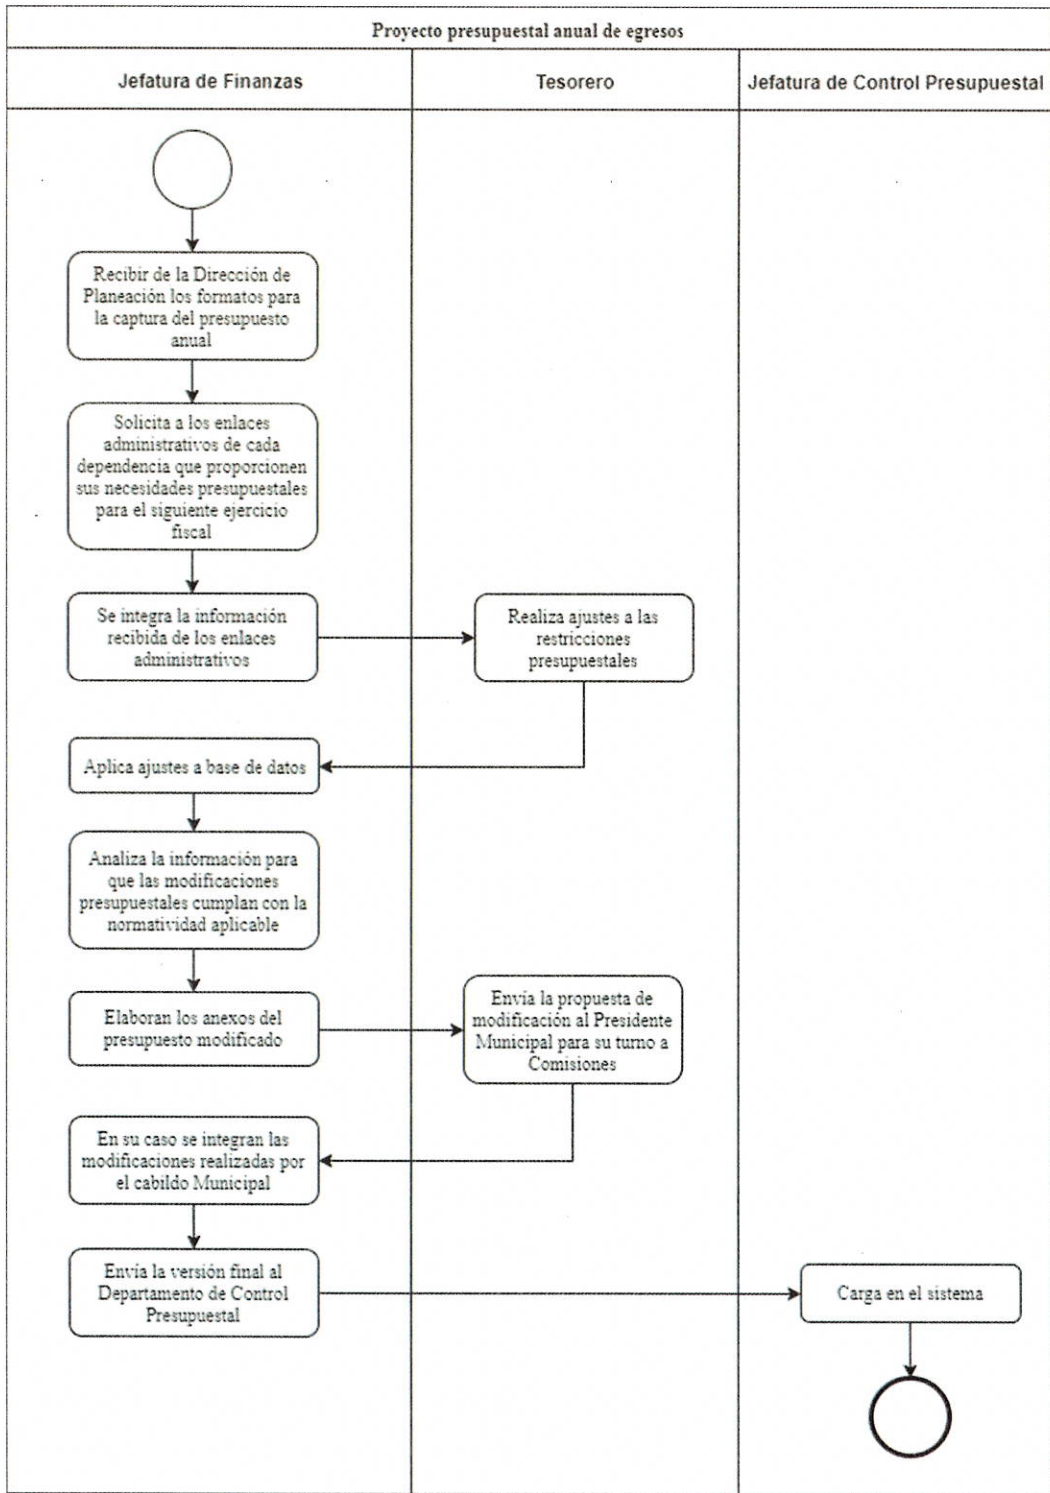 Proyecto presupuestal anual de egresos
Jefatura de Finanzas
Tesorero
Jefatura de Control Presupuestal
Recibir de la Dirección de
Planeación los formatos para
la captura del presupuesto
anual
Solicita a los enlaces
administrativos de cada
dependencia que proporcionen
sus necesidades presupuestales
para el siguiente ejercicio
fiscal
Se integra la información
recibida de los enlaces
administrativos
Realiza ajustes a las
restricciones
presupuestales
Aplica ajustes a base de datos
Analiza la información para
que las modificaciones
presupuestales cumplan con la
normatividad aplicable
Elaboran los anexos del
presupuesto modificado
Envía la propuesta de
modificación al Presidente
Municipal para su turno a
Comisiones
En su caso se integran las
modificaciones realizadas por
el cabildo Municipal
Envía la versión final al
Departamento de Control
Presupuestal
Carga en el sistema